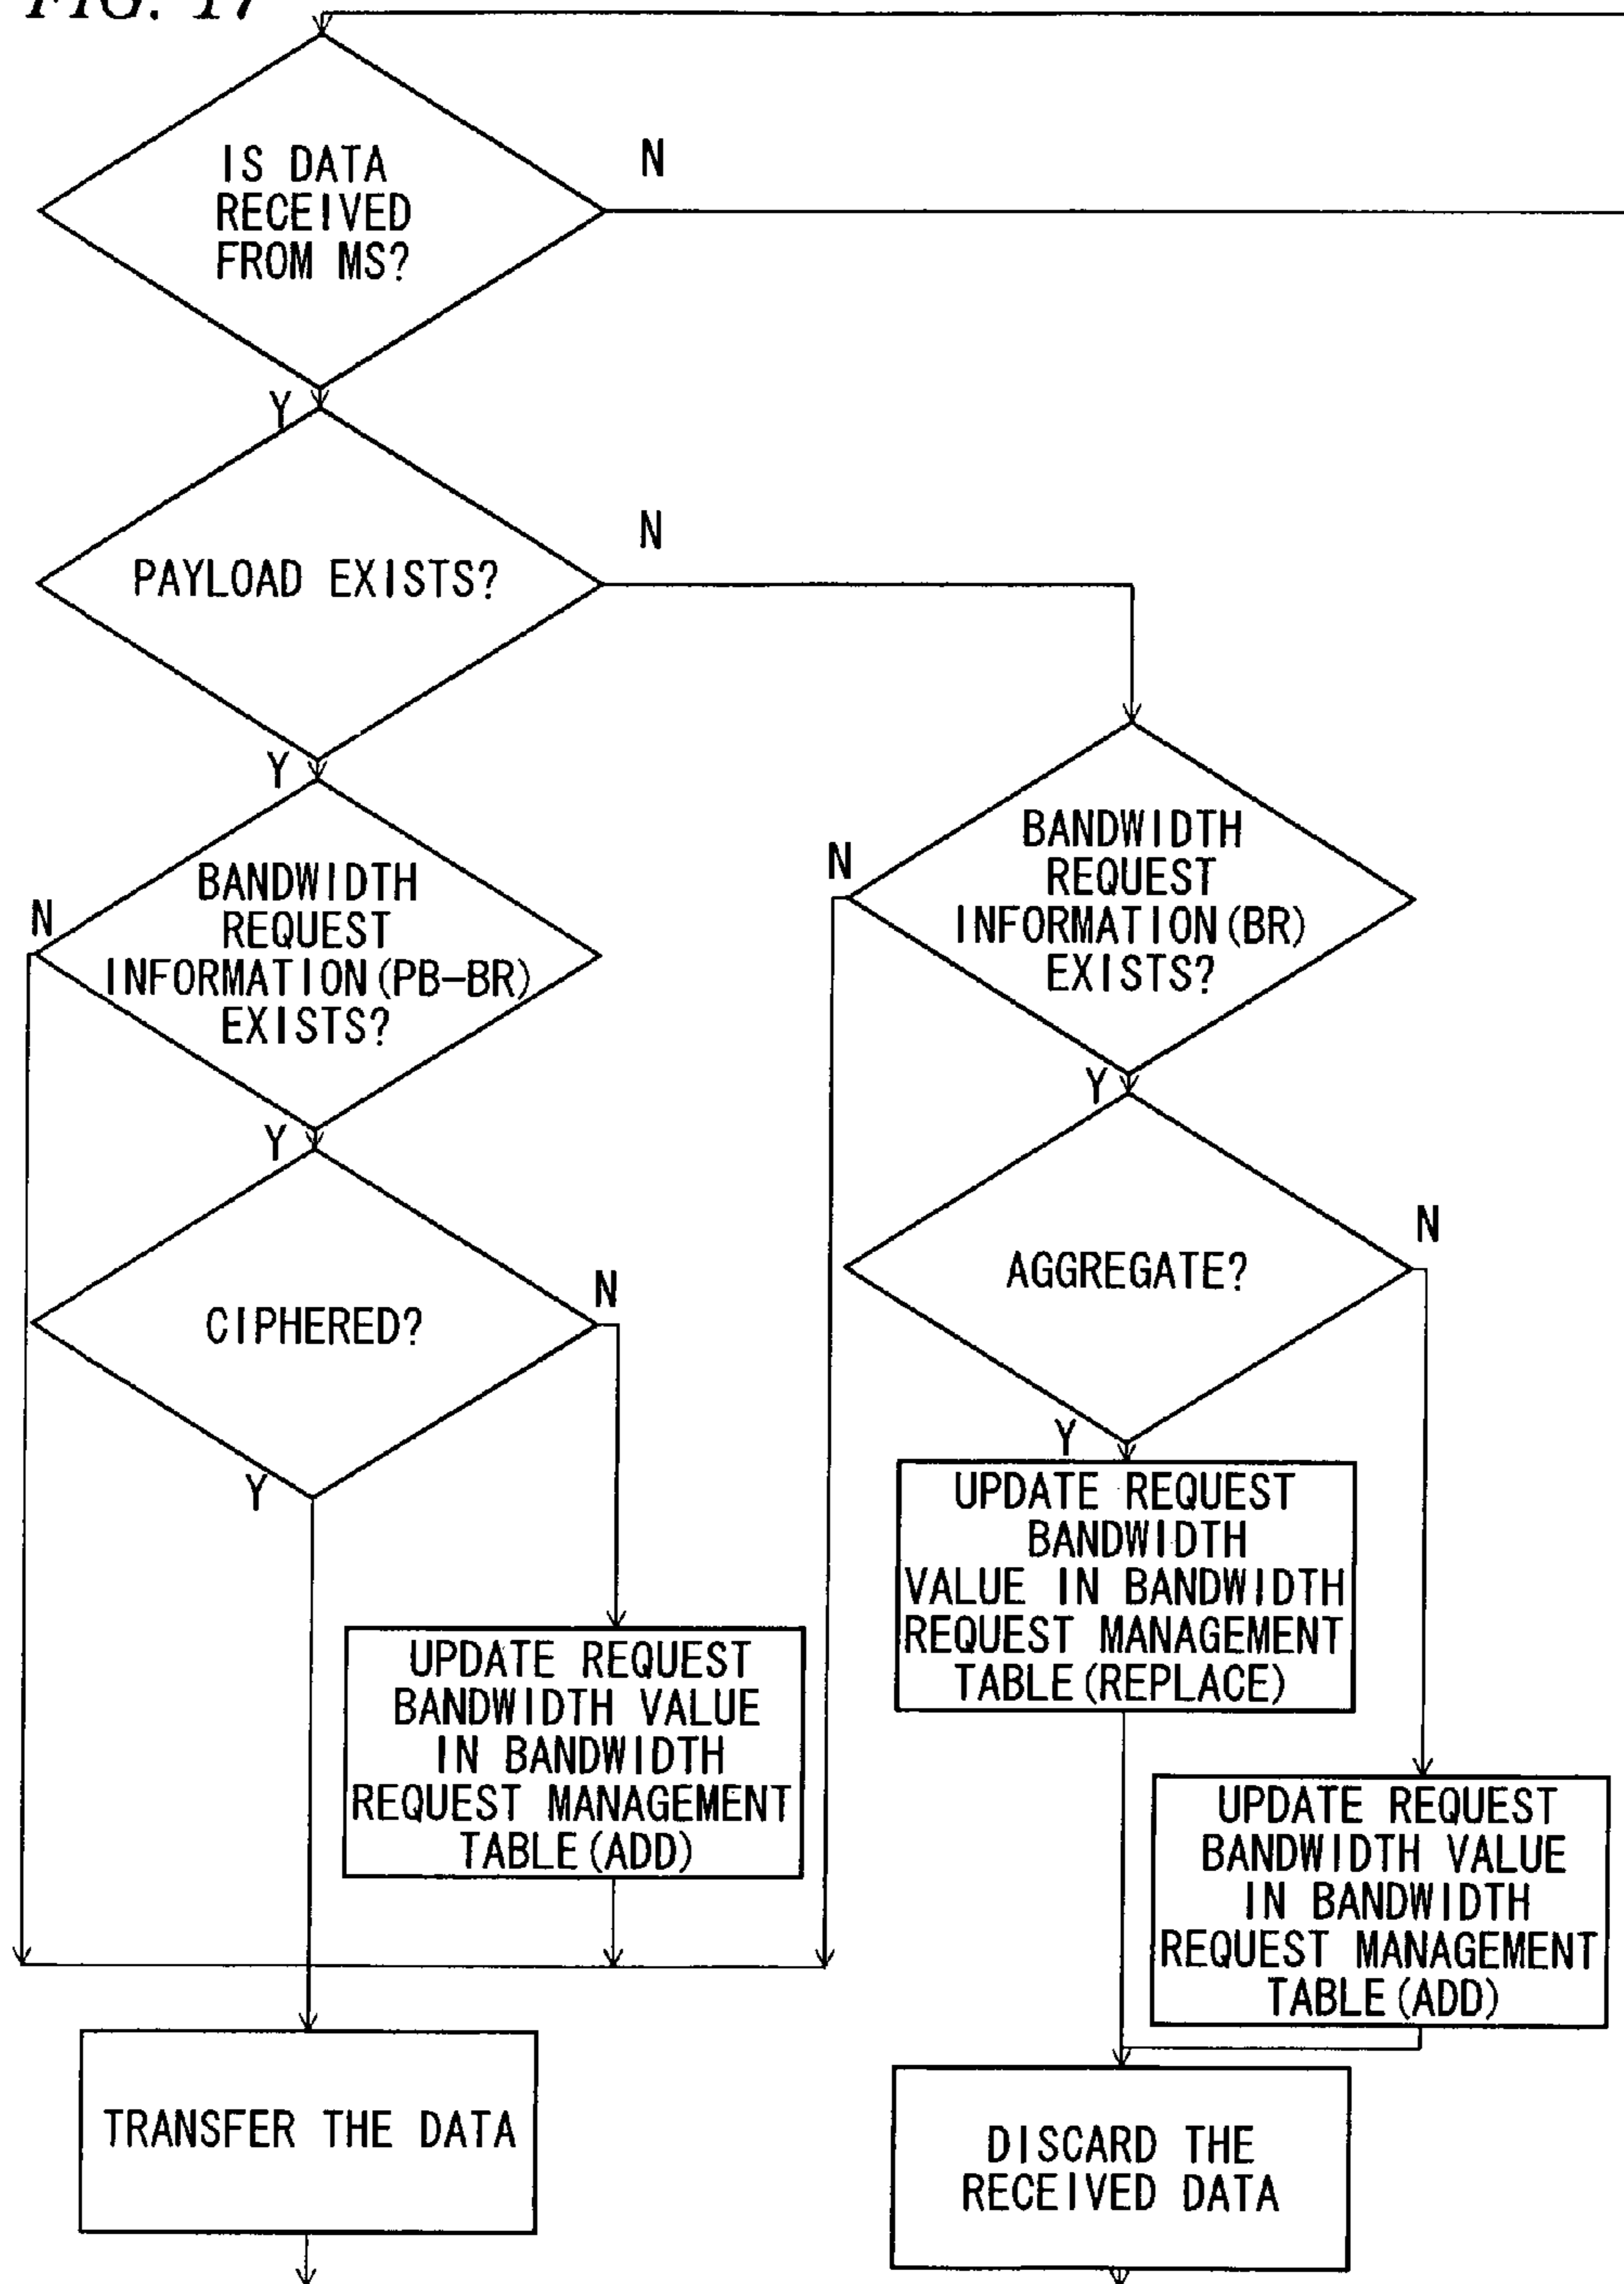 FIG. 17
IS DATA
RECEIVED
FROM MS?
N
Y
PAYLOAD EXISTS?
N
Y
BANDWIDTH
REQUEST
INFORMATION(PB-BR)
EXISTS?
N
Y
CIPHERED?
N
Y
UPDATE REQUEST
BANDWIDTH VALUE
IN BANDWIDTH
REQUEST MANAGEMENT
TABLE(ADD)
TRANSFER THE DATA
BANDWIDTH
REQUEST
INFORMATION(BR)
EXISTS?
N
Y
AGGREGATE?
N
Y
UPDATE REQUEST
BANDWIDTH
VALUE IN BANDWIDTH
REQUEST MANAGEMENT
TABLE(REPLACE)
UPDATE REQUEST
BANDWIDTH VALUE
IN BANDWIDTH
REQUEST MANAGEMENT
TABLE(ADD)
DISCARD THE
RECEIVED DATA